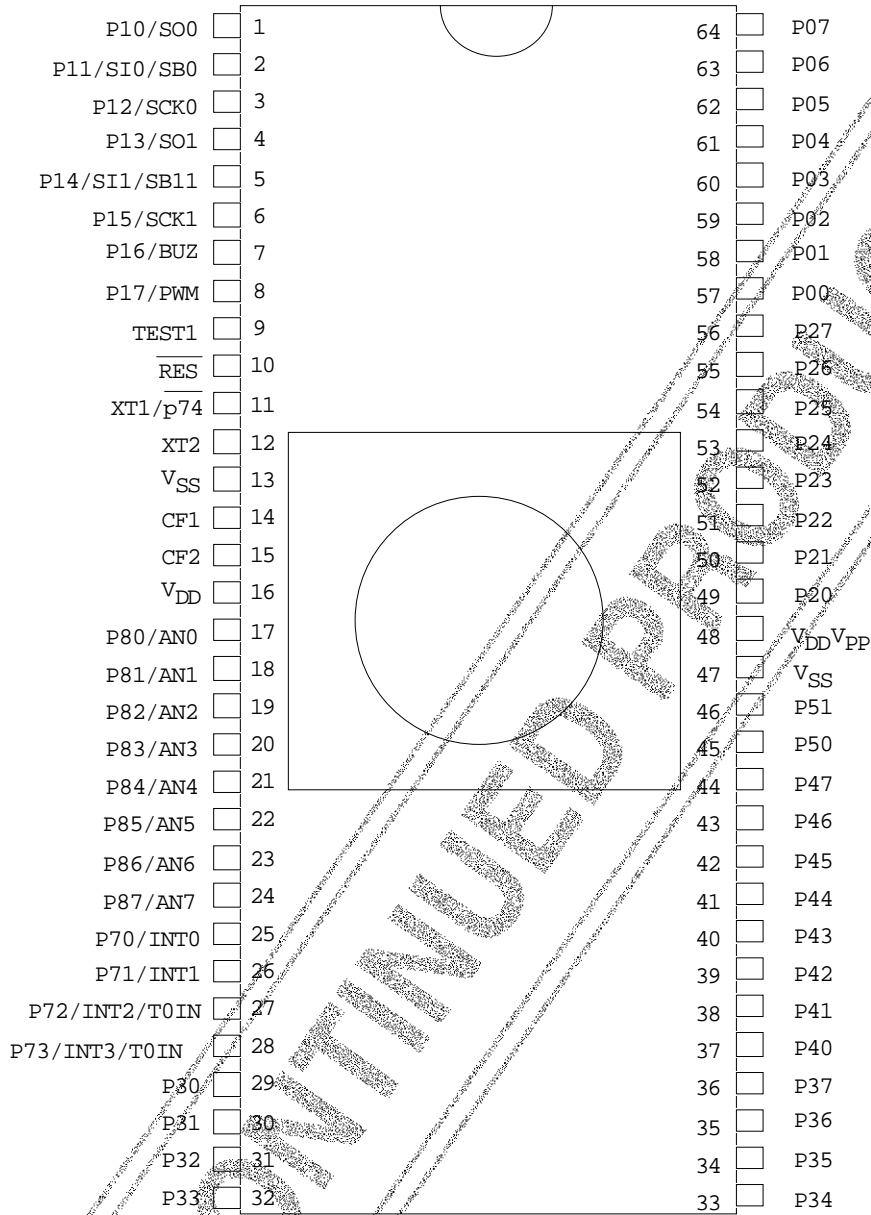 P10/SO0 1 64 P07
P11/SI0/SB0 2 63 P06
P12/SCK0 3 62 P05
P13/SO1 4 61 P04
P14/SI1/SB11 5 60 P03
P15/SCK1 6 59 P02
P16/BUZ 7 58 P01
P17/PWM 8 57 P00
TEST1 9 56 P27
RES 10 55 P26
XT1/p74 11 54 P25
XT2 12 53 P24
VSS 13 52 P23
CF1 14 51 P22
CF2 15 50 P21
VDD 16 49 P20
P80/AN0 17 48 VDDVPP
P81/AN1 18 47 VSS
P82/AN2 19 46 P51
P83/AN3 20 45 P50
P84/AN4 21 44 P47
P85/AN5 22 43 P46
P86/AN6 23 42 P45
P87/AN7 24 41 P44
P70/INT0 25 40 P43
P71/INT1 26 39 P42
P72/INT2/T0IN 27 38 P41
P73/INT3/T0IN 28 37 P40
P30 29 36 P37
P31 30 35 P36
P32 31 34 P35
P33 32 33 P34
ONTINUED PRODU